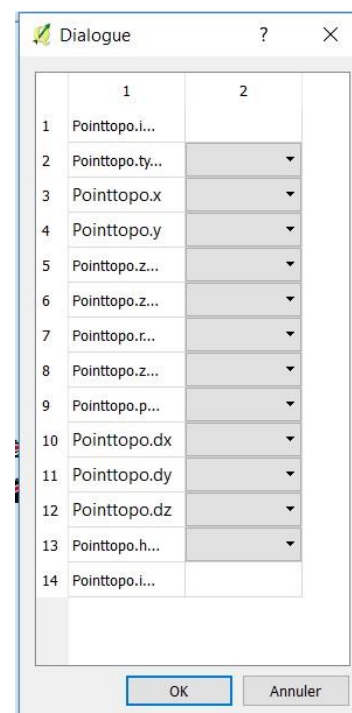 Dialogue ? ×
1 2
1 Pointtopo.i...
2 Pointtopo.ty...
3 Pointtopo.x
4 Pointtopo.y
5 Pointtopo.z...
6 Pointtopo.z...
7 Pointtopo.r...
8 Pointtopo.z...
9 Pointtopo.p...
10 Pointtopo.dx
11 Pointtopo.dy
12 Pointtopo.dz
13 Pointtopo.h...
14 Pointtopo.i...
OK Annuler